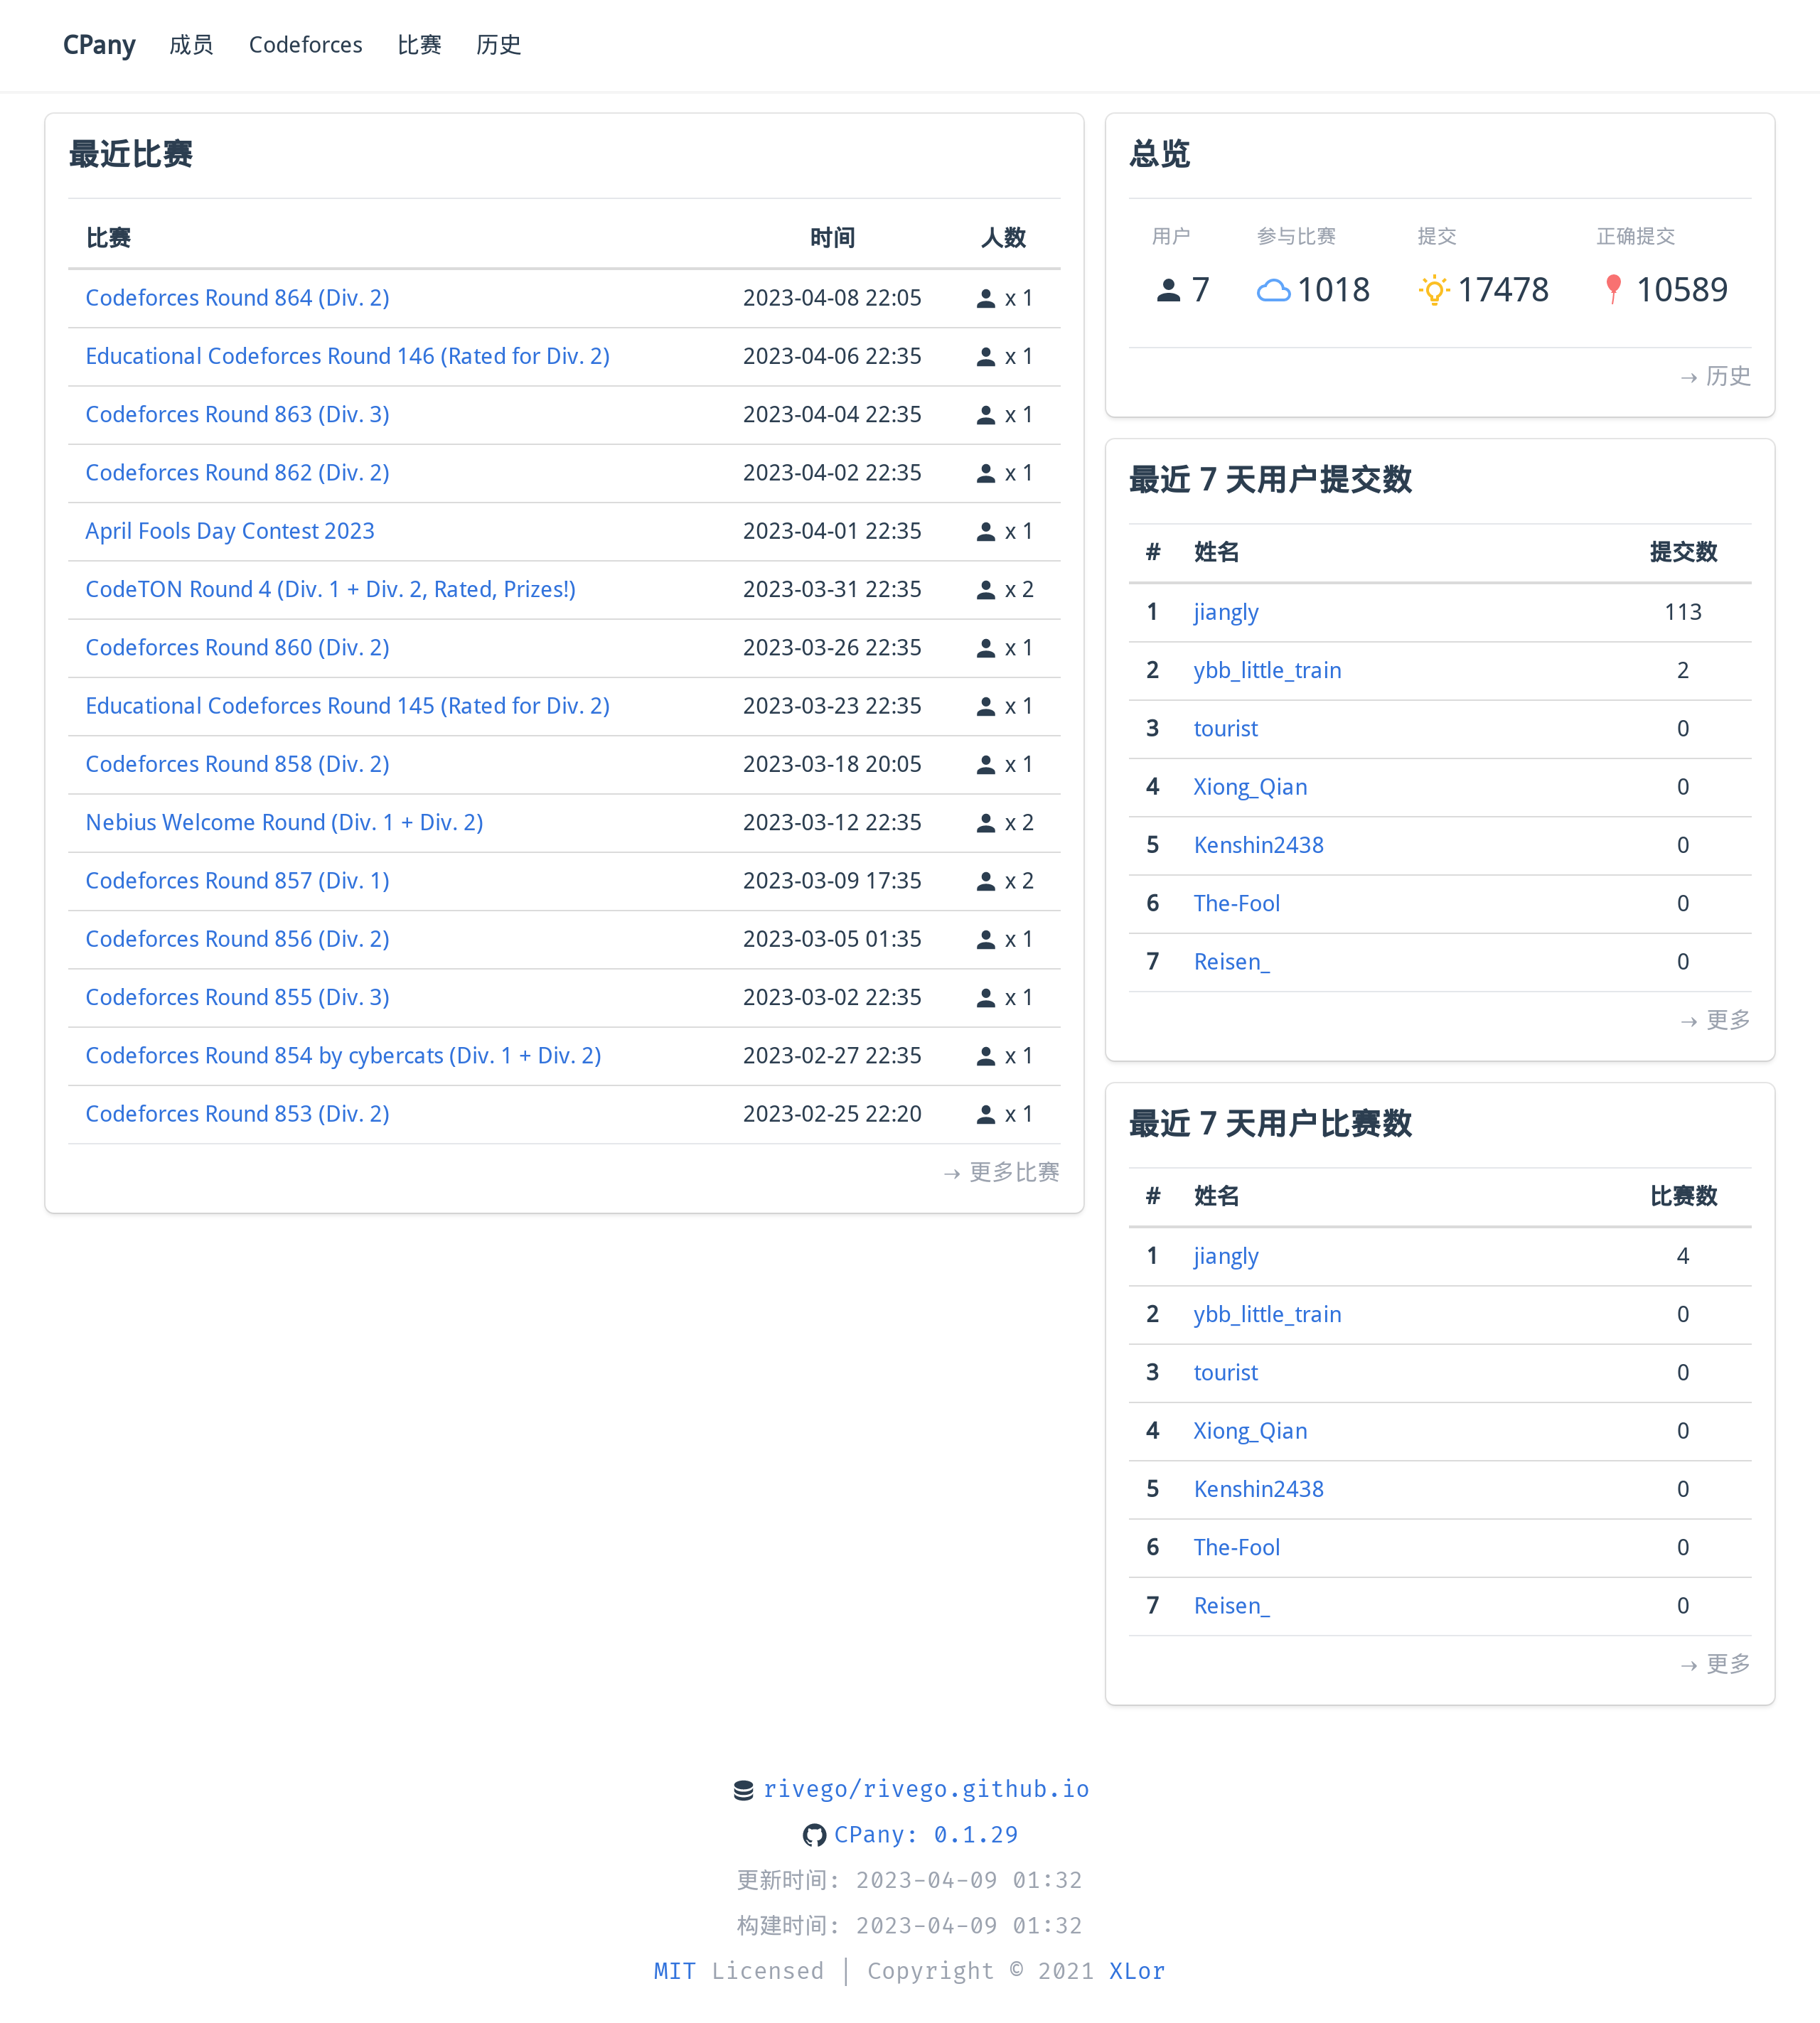 CPany 成员 Codeforces 比赛 历史
最近比赛
比赛 时间 人数
Codeforces Round 864 (Div. 2) 2023-04-08 22:05 x 1
Educational Codeforces Round 146 (Rated for Div. 2) 2023-04-06 22:35 x 1
Codeforces Round 863 (Div. 3) 2023-04-04 22:35 x 1
Codeforces Round 862 (Div. 2) 2023-04-02 22:35 x 1
April Fools Day Contest 2023 2023-04-01 22:35 x 1
CodeTON Round 4 (Div. 1 + Div. 2, Rated, Prizes!) 2023-03-31 22:35 x 2
Codeforces Round 860 (Div. 2) 2023-03-26 22:35 x 1
Educational Codeforces Round 145 (Rated for Div. 2) 2023-03-23 22:35 x 1
Codeforces Round 858 (Div. 2) 2023-03-18 20:05 x 1
Nebius Welcome Round (Div. 1 + Div. 2) 2023-03-12 22:35 x 2
Codeforces Round 857 (Div. 1) 2023-03-09 17:35 x 2
Codeforces Round 856 (Div. 2) 2023-03-05 01:35 x 1
Codeforces Round 855 (Div. 3) 2023-03-02 22:35 x 1
Codeforces Round 854 by cybercats (Div. 1 + Div. 2) 2023-02-27 22:35 x 1
Codeforces Round 853 (Div. 2) 2023-02-25 22:20 x 1
→ 更多比赛
总览
用户 参与比赛 提交 正确提交
7 1018 17478 10589
→ 历史
最近 7 天用户提交数
# 姓名 提交数
1 jiangly 113
2 ybb_little_train 2
3 tourist 0
4 Xiong_Qian 0
5 Kenshin2438 0
6 The-Fool 0
7 Reisen_ 0
→ 更多
最近 7 天用户比赛数
# 姓名 比赛数
1 jiangly 4
2 ybb_little_train 0
3 tourist 0
4 Xiong_Qian 0
5 Kenshin2438 0
6 The-Fool 0
7 Reisen_ 0
→ 更多
rivego/rivego.github.io
CPany: 0.1.29
更新时间: 2023-04-09 01:32
构建时间: 2023-04-09 01:32
MIT Licensed | Copyright © 2021 XLor